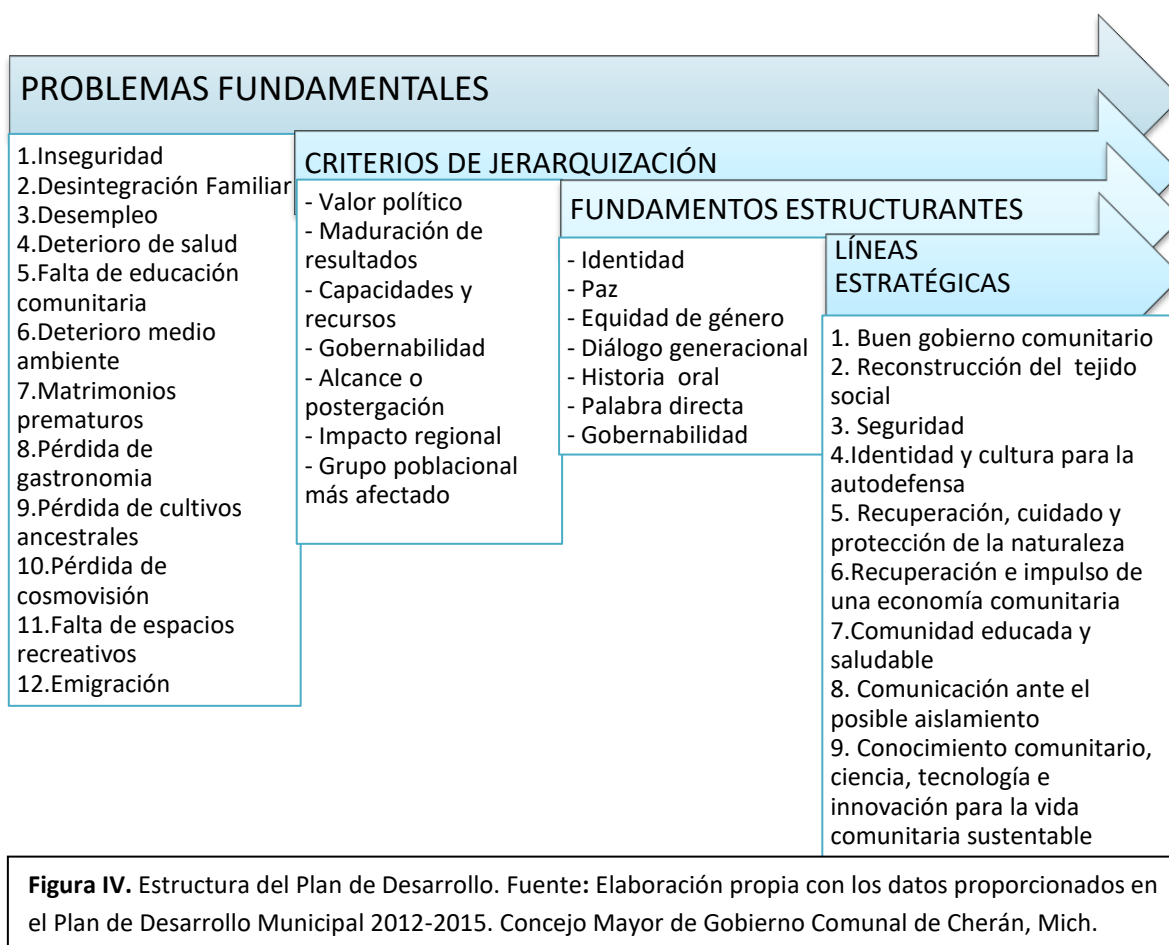 PROBLEMAS FUNDAMENTALES
1.Inseguridad
2.Desintegración Familiar
3.Desempleo
4.Deterioro de salud
5.Falta de educación
comunitaria
6.Deterioro medio
ambiente
7.Matrimonios
prematuros
8.Pérdida de
gastronomia
9.Pérdida de cultivos
ancestrales
10.Pérdida de
cosmovisión
11.Falta de espacios
recreativos
12.Emigración
CRITERIOS DE JERARQUIZACIÓN
- Valor político
- Maduración de
resultados
- Capacidades y
recursos
- Gobernabilidad
- Alcance o
postergación
- Impacto regional
- Grupo poblacional
más afectado
FUNDAMENTOS ESTRUCTURANTES
- Identidad
- Paz
- Equidad de género
- Diálogo generacional
- Historia oral
- Palabra directa
- Gobernabilidad
LÍNEAS
ESTRATÉGICAS
1. Buen gobierno comunitario
2. Reconstrucción del tejido
social
3. Seguridad
4.Identidad y cultura para la
autodefensa
5. Recuperación, cuidado y
protección de la naturaleza
6.Recuperación e impulso de
una economía comunitaria
7.Comunidad educada y
saludable
8. Comunicación ante el
posible aislamiento
9. Conocimiento comunitario,
ciencia, tecnología e
innovación para la vida
comunitaria sustentable
Figura IV. Estructura del Plan de Desarrollo. Fuente: Elaboración propia con los datos proporcionados en
el Plan de Desarrollo Municipal 2012-2015. Concejo Mayor de Gobierno Comunal de Cherán, Mich.